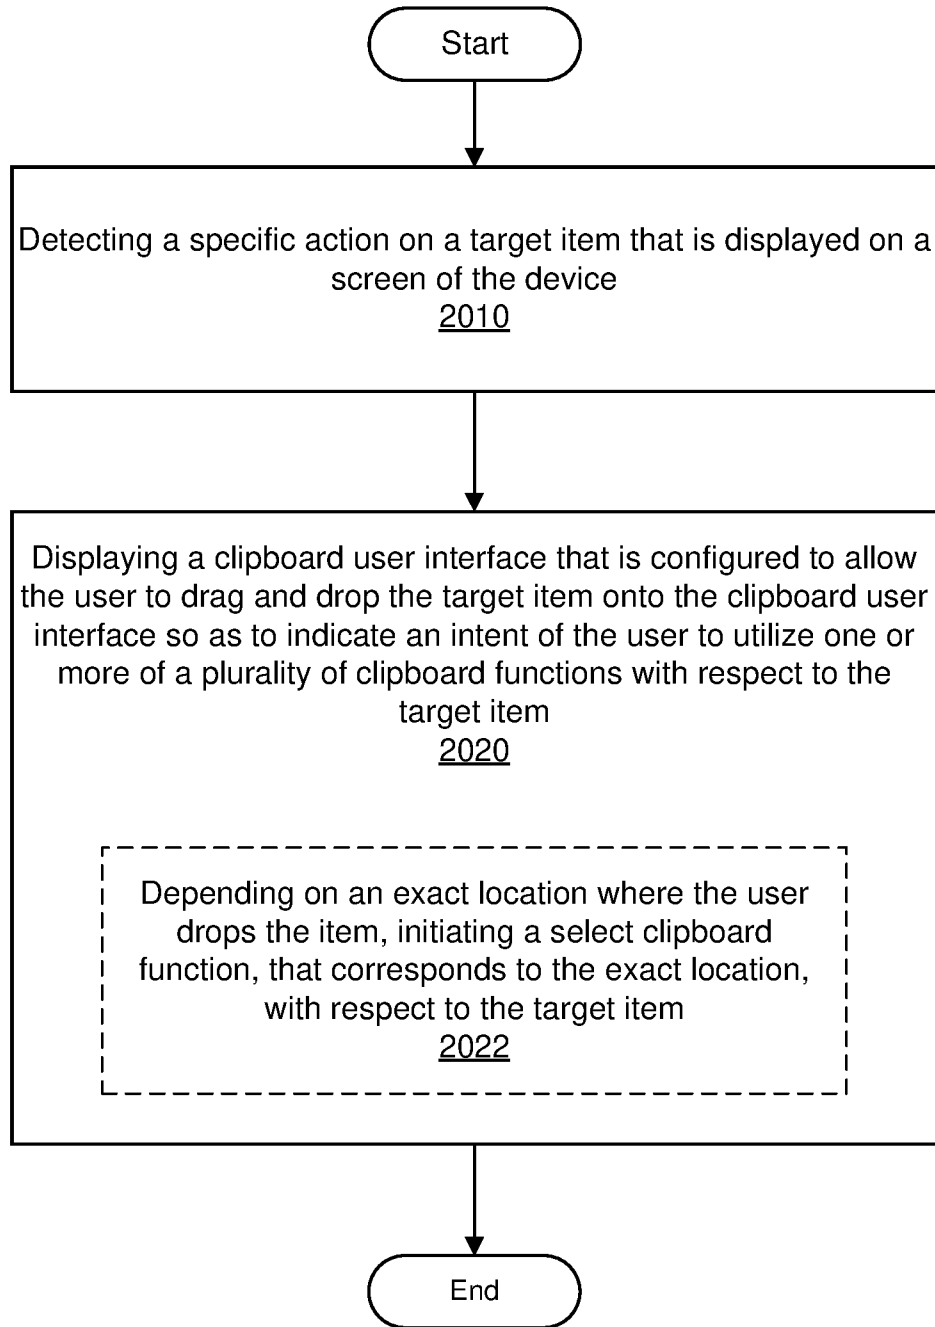 Start
Detecting a specific action on a target item that is displayed on a
screen of the device
2010
Displaying a clipboard user interface that is configured to allow
the user to drag and drop the target item onto the clipboard user
interface so as to indicate an intent of the user to utilize one or
more of a plurality of clipboard functions with respect to the
target item
2020
Depending on an exact location where the user
drops the item, initiating a select clipboard
function, that corresponds to the exact location,
with respect to the target item
2022
End